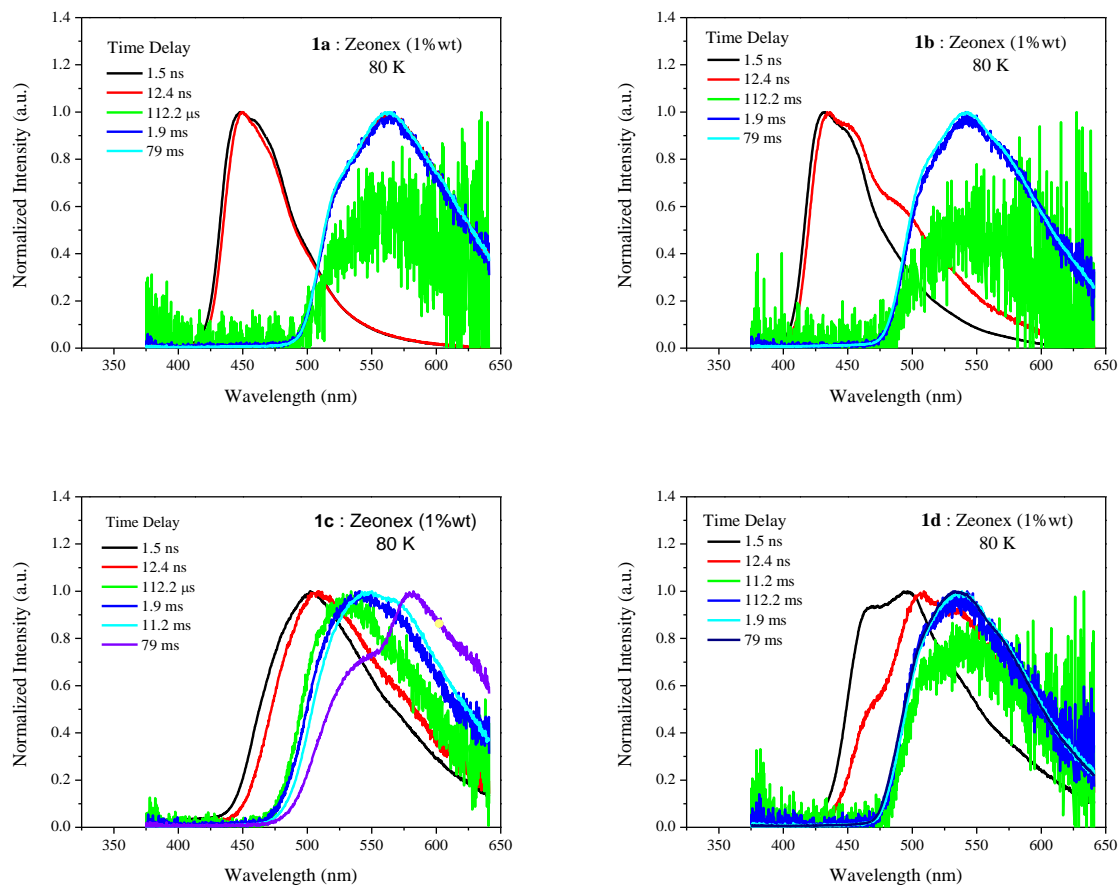 1.4
1.2
1.0
0.8
0.6
0.4
0.2
0.0
Normalized Intensity (a.u.)
1a : Zeonex (1%wt)
80 K
Time Delay
1.5 ns
12.4 ns
112.2 μs
1.9 ms
79 ms
350 400 450 500 550 600 650
Wavelength (nm)
1.4
1.2
1.0
0.8
0.6
0.4
0.2
0.0
Normalized Intensity (a.u.)
1b : Zeonex (1%wt)
80 K
Time Delay
1.5 ns
12.4 ns
112.2 ms
1.9 ms
79 ms
350 400 450 500 550 600 650
Wavelength (nm)
1.4
1.2
1.0
0.8
0.6
0.4
0.2
0.0
Normalized Intensity (a.u.)
1c : Zeonex (1%wt)
80 K
Time Delay
1.5 ns
12.4 ns
112.2 μs
1.9 ms
11.2 ms
79 ms
350 400 450 500 550 600 650
Wavelength (nm)
1.4
1.2
1.0
0.8
0.6
0.4
0.2
0.0
Normalized Intensity (a.u.)
1d : Zeonex (1%wt)
80 K
Time Delay
1.5 ns
12.4 ns
11.2 ms
112.2 ms
1.9 ms
79 ms
350 400 450 500 550 600 650
Wavelength (nm)